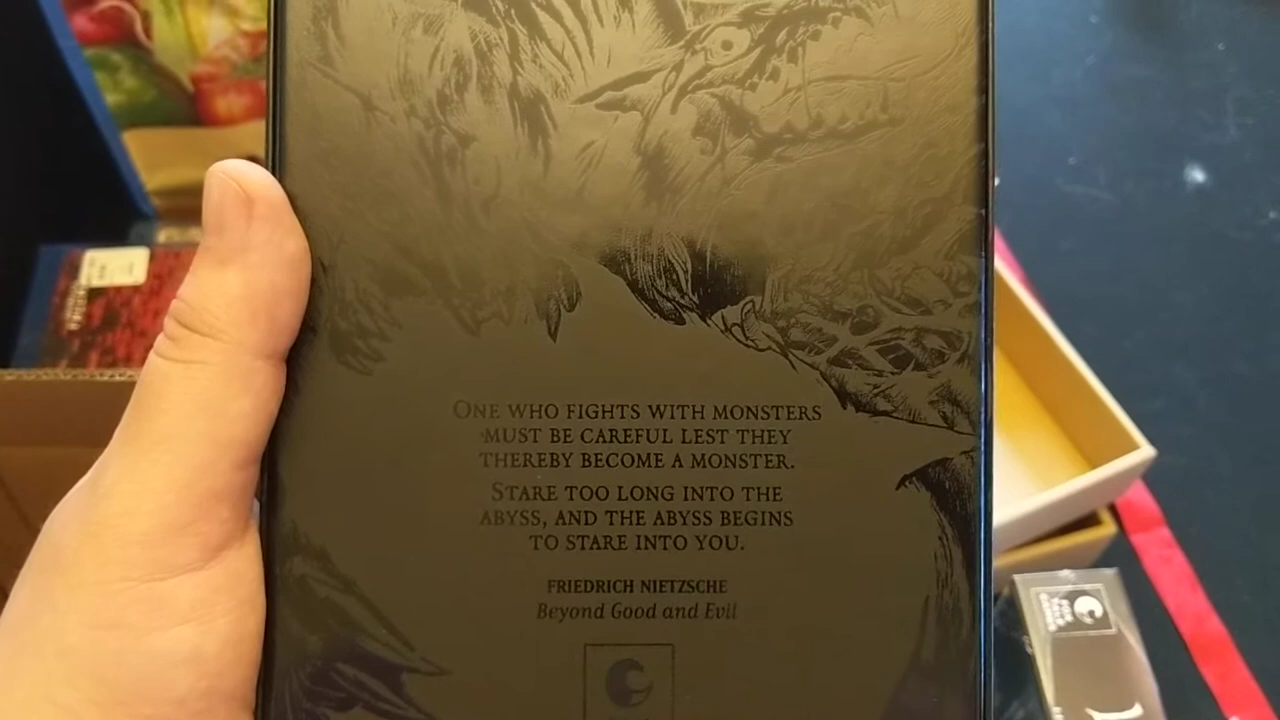 ONE WHO FIGHTS WITH MONSTERS
MUST BE CAREFUL LEST THEY
THEREBY BECOME A MONSTER.
STARE TOO LONG INTO THE
ABYSS, AND THE ABYSS BEGINS
TO STARE INTO YOU.
FRIEDRICH NIETZSCHE
Beyond Good and Evil